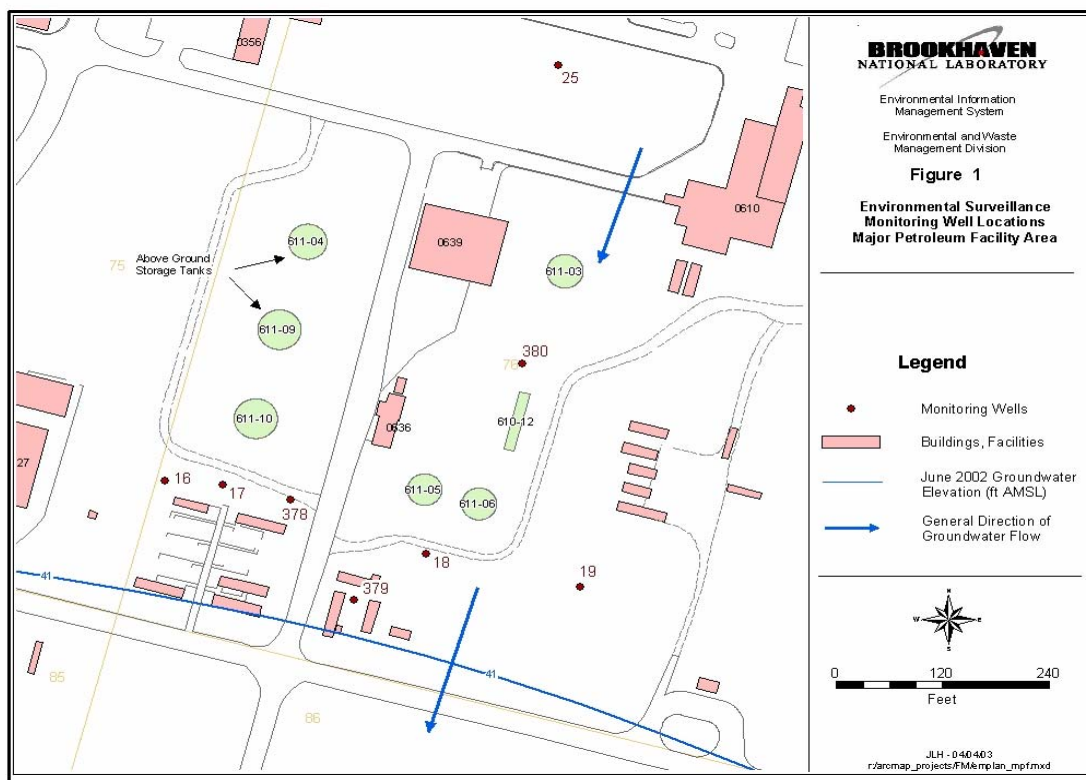 0356
25
75
611-04
Above Ground
Storage Tanks
611-09
0639
611-03
0610
380
76
611-10
0636
610-12
27
16
17
378
611-05
611-06
18
19
379
41
41
85
86
BROOKHAVEN
NATIONAL LABORATORY
Environmental Information
Management System
Environmental and Waste
Management Division
Figure 1
Environmental Surveillance
Monitoring Well Locations
Major Petroleum Facility Area
Legend
Monitoring Wells
Buildings, Facilities
June 2002 Groundwater
Elevation (ft AMSL)
General Direction of
Groundwater Flow
N
W
E
S
0 120 240
Feet
JLH - 04/04/03
r/arcmap_projects/FM/emplan_mpf.mxd